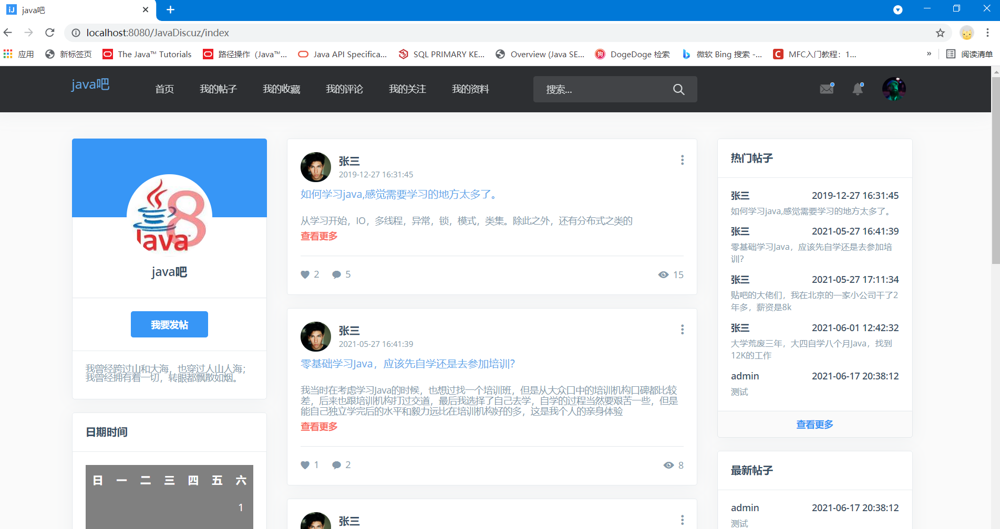 java吧
localhost:8080/JavaDiscuz/index
应用
新标签页
The Java™ Tutorials
路径操作（Java™...
Java API Specifica...
SQL PRIMARY KE...
Overview (Java SE...
DogeDoge 检索
微软 Bing 搜索 -...
MFC入门教程：1...
»
阅读清单
java吧
首页
我的帖子
我的收藏
我的评论
我的关注
我的资料
搜索...
8
Java™
java吧
我要发帖
我曾经跨过山和大海，也穿过人山人海；
我曾经拥有着一切，转眼都飘散如烟。
日期时间
日 一 二 三 四 五 六
1
张三
2019-12-27 16:31:45
如何学习java,感觉需要学习的地方太多了。
从学习开始，IO，多线程，异常，锁，模式，类集。除此之外，还有分布式之类的
查看更多
2 5 15
张三
2021-05-27 16:41:39
零基础学习Java，应该先自学还是去参加培训?
我当时在考虑学习Java的时候，也想过找一个培训班，但是从大众口中的培训机构口碑都比较
差，后来也跟培训机构打过交道，最后我选择了自己去学，自学的过程当然要艰苦一些，但是
能自己独立学完后的水平和毅力远比在培训机构好的多，这是我个人的亲身体验
查看更多
1 2 8
张三
热门帖子
张三 2019-12-27 16:31:45
如何学习java,感觉需要学习的地方太多了。
张三 2021-05-27 16:41:39
零基础学习Java，应该先自学还是去参加培
训?
张三 2021-05-27 17:11:34
贴吧的大佬们，我在北京的一家小公司干了2
年多，薪资是8k
张三 2021-06-01 12:42:32
大学荒废三年，大四自学八个月Java，找到
12K的工作
admin 2021-06-17 20:38:12
测试
查看更多
最新帖子
admin 2021-06-17 20:38:12
测试